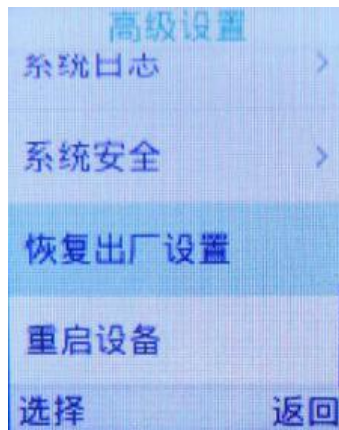 高级设置
系统日志
系统安全
恢复出厂设置
重启设备
选择 返回